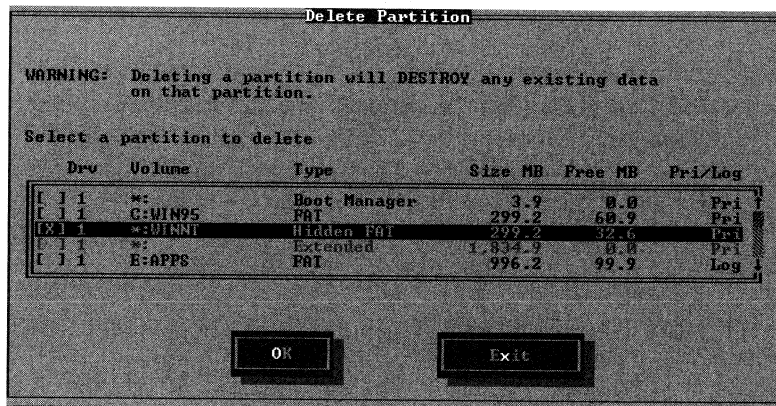 Delete Partition
WARNING: Deleting a partition will DESTROY any existing data
on that partition.
Select a partition to delete
Drv Volume Type Size MB Free MB Pri/Log
[ ] 1 *: Boot Manager 3.9 0.0 Pri
[ ] 1 C:WIN95 FAT 299.2 60.9 Pri
[X] 1 *:WINNT Hidden FAT 299.2 32.6 Pri
[ ] 1 *: Extended 1,834.9 0.0 Pri
[ ] 1 E:APPS FAT 996.2 99.9 Log
OK Exit